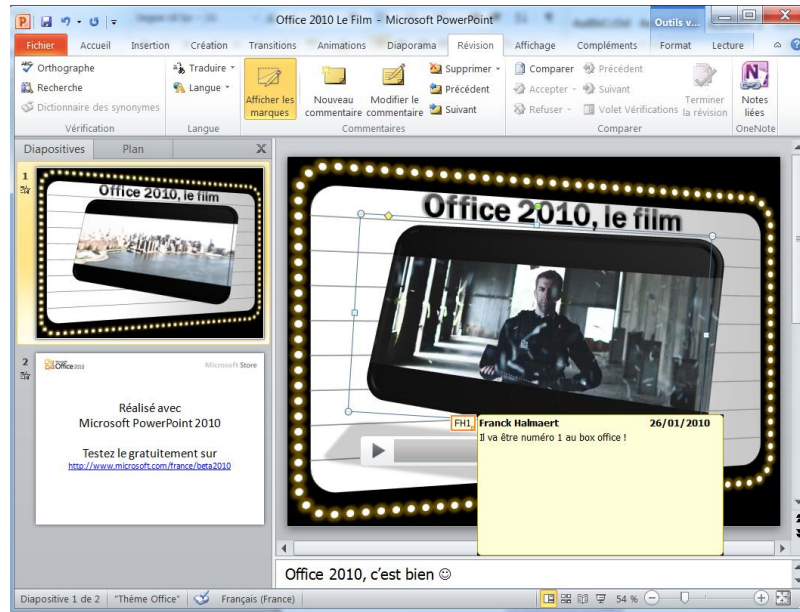 Office 2010 Le Film - Microsoft PowerPoint
Outils v...
Fichier Accueil Insertion Création Transitions Animations Diaporama Révision Affichage Compléments Format Lecture
Orthographe
Recherche
Dictionnaire des synonymes
Vérification
Traduire
Langue
Langue
Afficher les
marques
Nouveau
commentaire
Modifier le
commentaire
Supprimer
Précédent
Suivant
Commentaires
Comparer
Accepter
Refuser
Précédent
Suivant
Volet Vérifications
Terminer
la révision
Comparer
Notes
liées
OneNote
Diapositives Plan
1
Office 2010, le film
2
Office 2010
Microsoft Store
Réalisé avec
Microsoft PowerPoint 2010
Testez le gratuitement sur
http://www.microsoft.com/france/beta2010
Office 2010, le film
FH1
Franck Halmaert 26/01/2010
Il va être numéro 1 au box office !
Office 2010, c'est bien ☺
Diapositive 1 de 2 "Thème Office" Français (France) 54 %